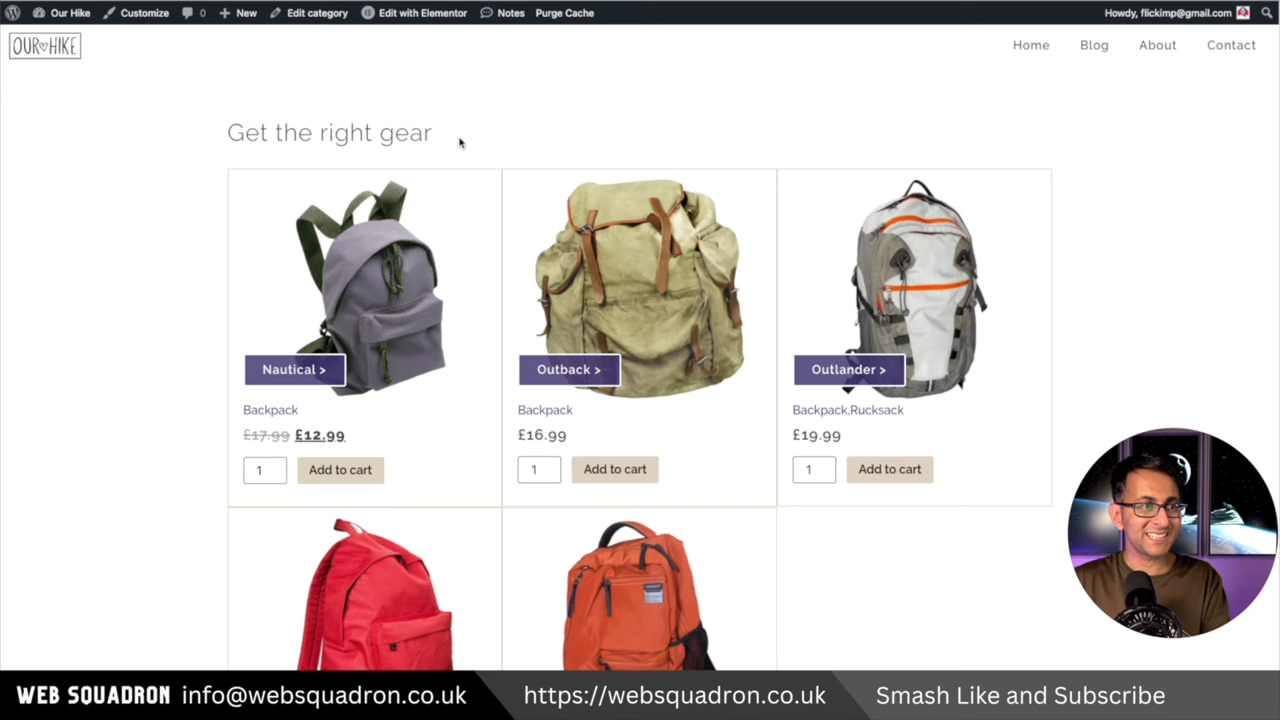 Our Hike Customize 0 New Edit category Edit with Elementor Notes Purge Cache Howdy, flickimp@gmail.com
OUR HIKE Home Blog About Contact
Get the right gear
Nautical > Outback > Outlander >
Backpack Backpack Backpack,Rucksack
£17.99 £12.99 £16.99 £19.99
1 Add to cart 1 Add to cart 1 Add to cart
WEB SQUADRON info@websquadron.co.uk https://websquadron.co.uk Smash Like and Subscribe